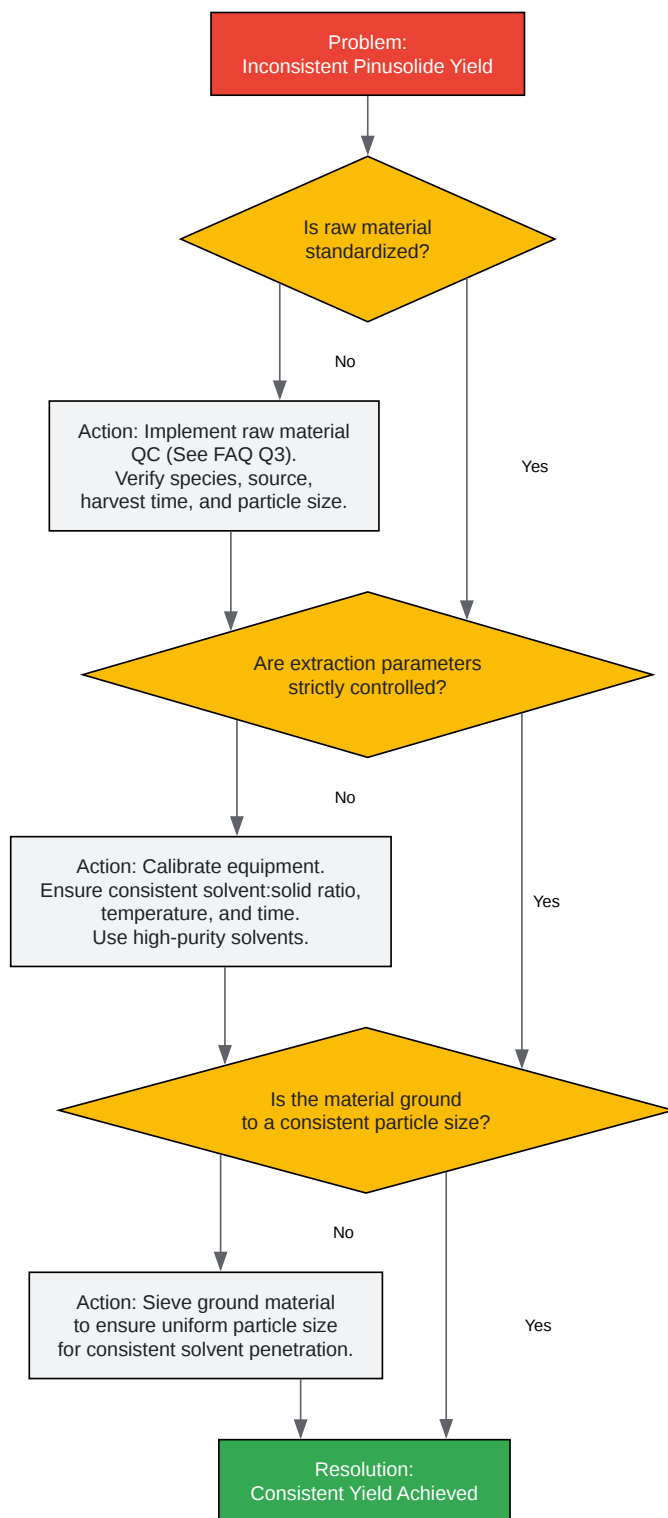 Problem:
Inconsistent Pinusolide Yield
Is raw material
standardized?
No
Action: Implement raw material
QC (See FAQ Q3).
Verify species, source,
harvest time, and particle size.
Yes
Are extraction parameters
strictly controlled?
No
Action: Calibrate equipment.
Ensure consistent solvent:solid ratio,
temperature, and time.
Use high-purity solvents.
Yes
Is the material ground
to a consistent particle size?
No
Action: Sieve ground material
to ensure uniform particle size
for consistent solvent penetration.
Yes
Resolution:
Consistent Yield Achieved